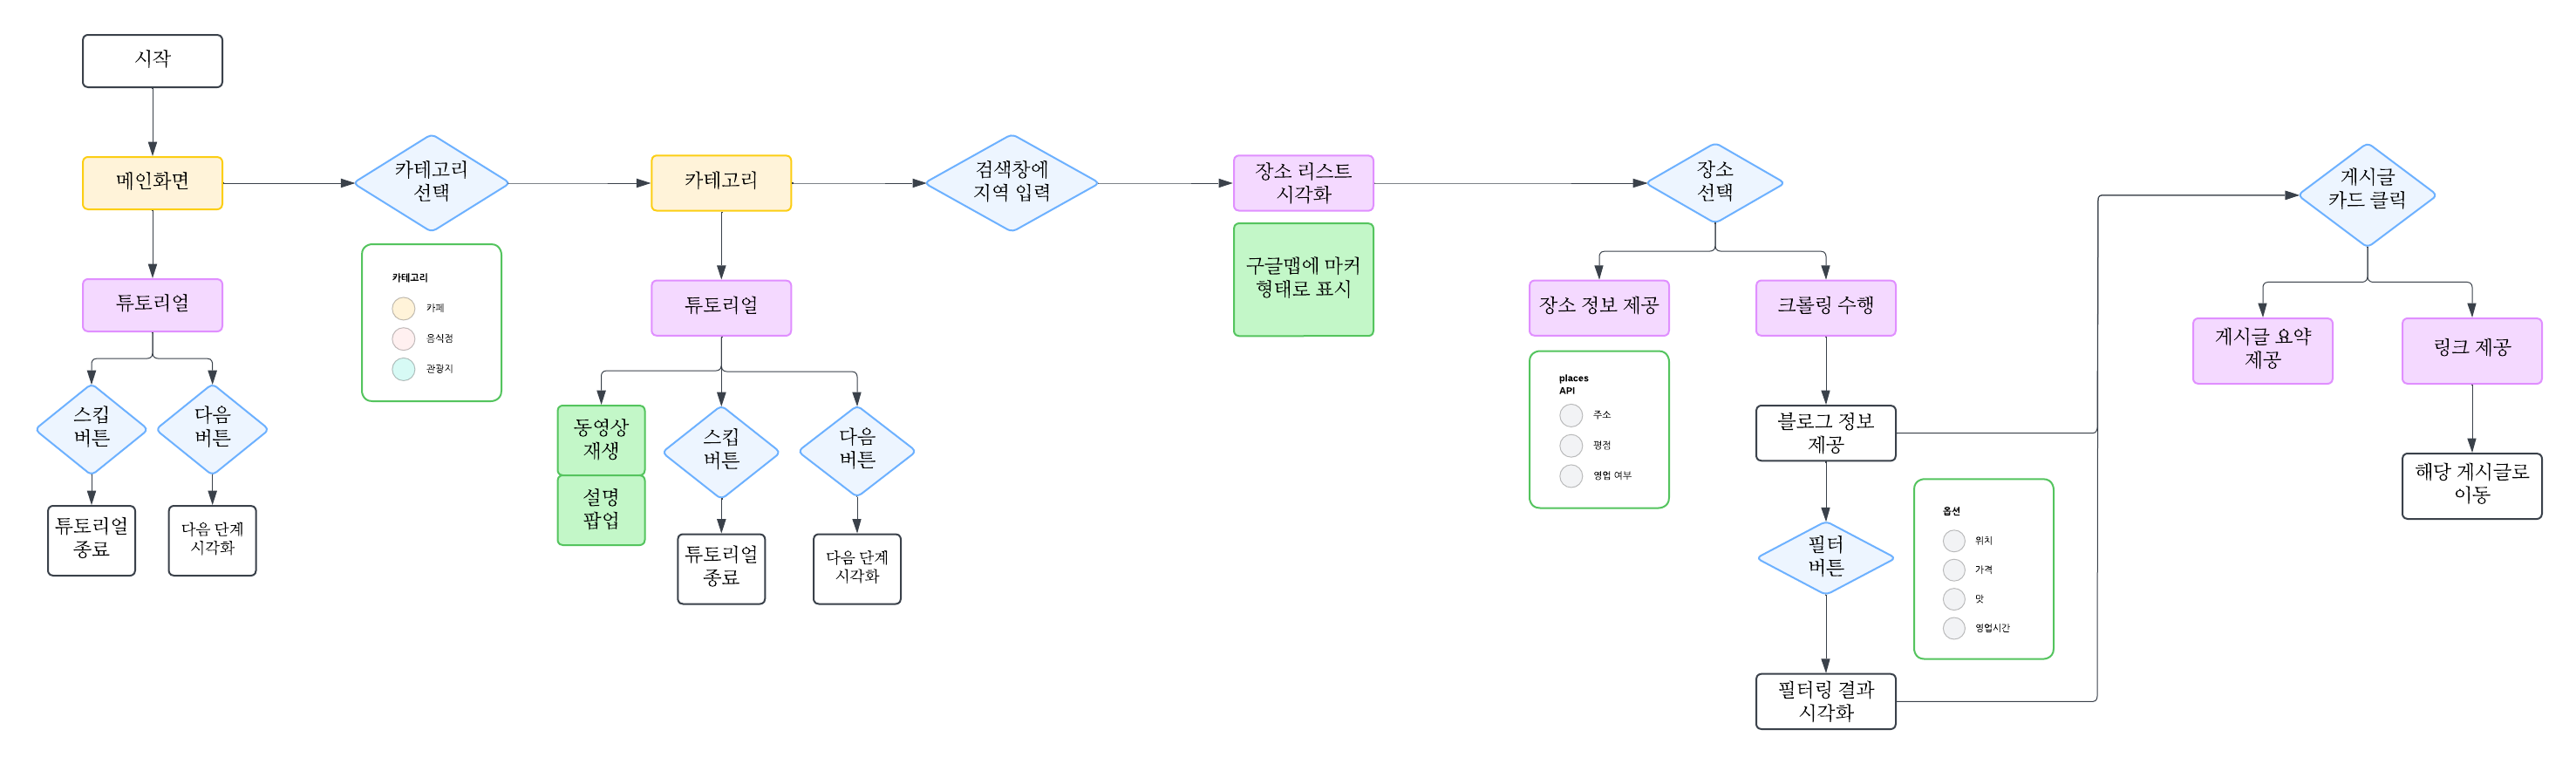 시작
메인화면
튜토리얼
스킵
버튼
다음
버튼
튜토리얼
종료
다음 단계
시각화
카테고리
선택
카테고리
카페
음식점
관광지
카테고리
튜토리얼
동영상
재생
설명
팝업
스킵
버튼
다음
버튼
튜토리얼
종료
다음 단계
시각화
검색창에
지역 입력
장소 리스트
시각화
구글맵에 마커
형태로 표시
장소
선택
장소 정보 제공
places
API
주소
평점
영업 여부
크롤링 수행
블로그 정보
제공
필터
버튼
필터링 결과
시각화
옵션
위치
가격
맛
영업시간
게시글
카드 클릭
게시글 요약
제공
링크 제공
해당 게시글로
이동